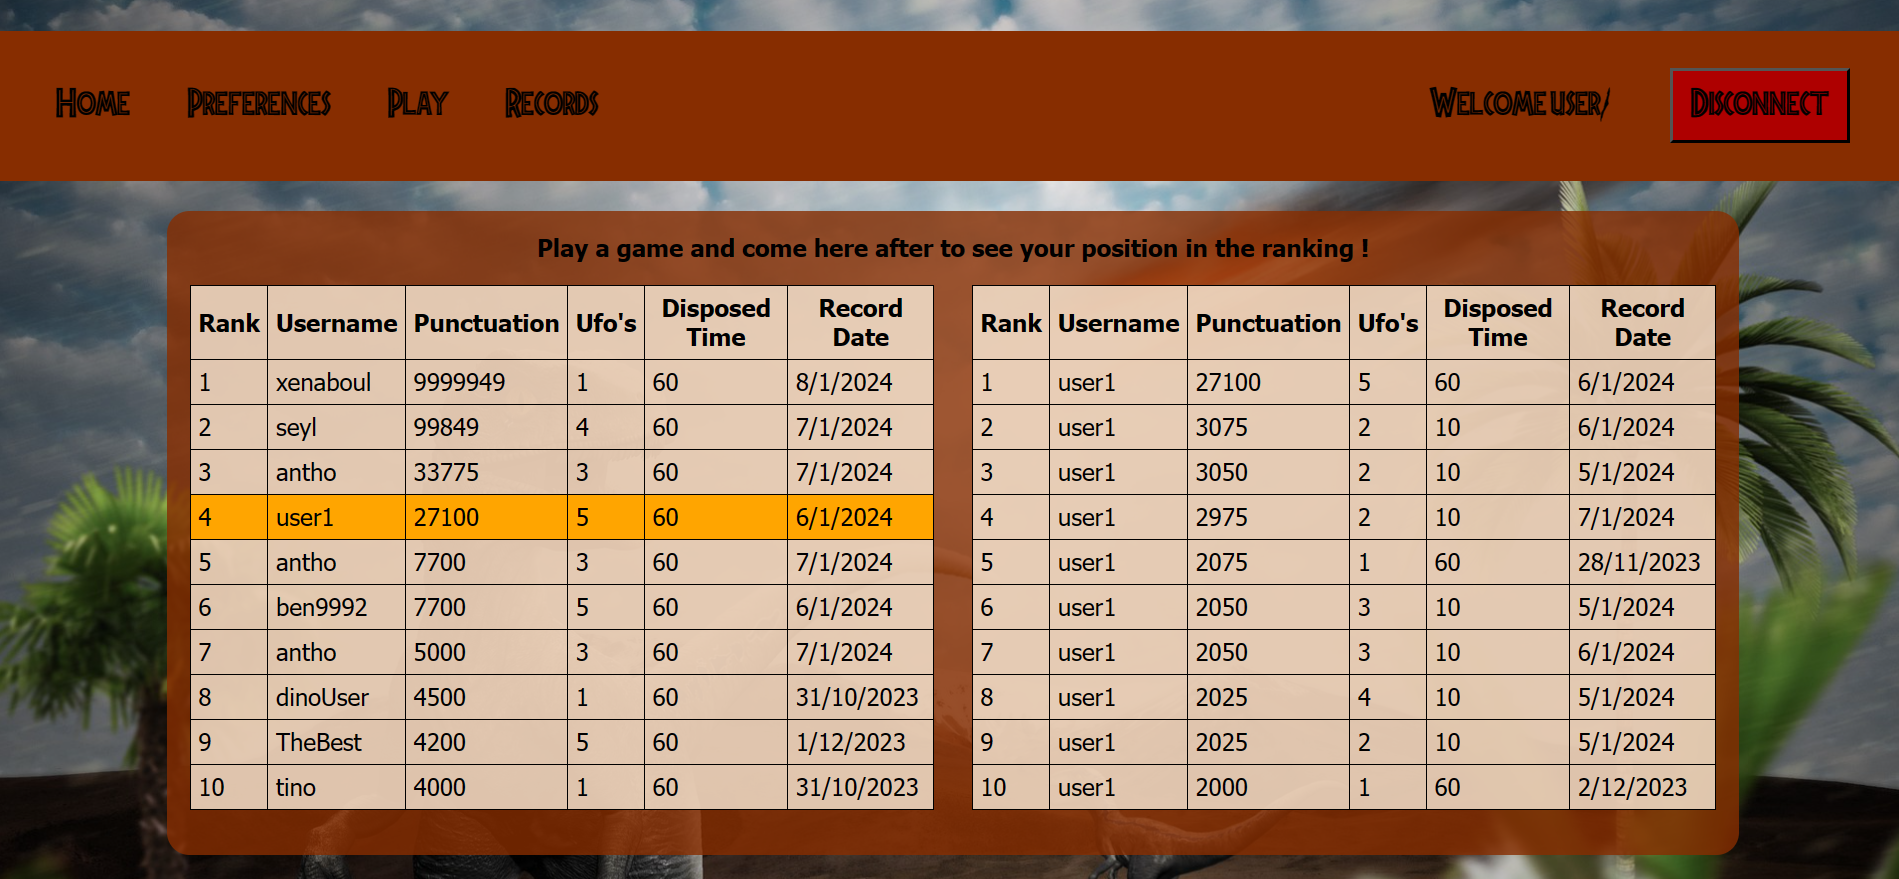 Home Preferences Play Records Welcome user1 Disconnect
Play a game and come here after to see your position in the ranking !
Rank Username Punctuation Ufo's Disposed Time Record Date
1 xenaboul 9999949 1 60 8/1/2024
2 seyl 99849 4 60 7/1/2024
3 antho 33775 3 60 7/1/2024
4 user1 27100 5 60 6/1/2024
5 antho 7700 3 60 7/1/2024
6 ben9992 7700 5 60 6/1/2024
7 antho 5000 3 60 7/1/2024
8 dinoUser 4500 1 60 31/10/2023
9 TheBest 4200 5 60 1/12/2023
10 tino 4000 1 60 31/10/2023
Rank Username Punctuation Ufo's Disposed Time Record Date
1 user1 27100 5 60 6/1/2024
2 user1 3075 2 10 6/1/2024
3 user1 3050 2 10 5/1/2024
4 user1 2975 2 10 7/1/2024
5 user1 2075 1 60 28/11/2023
6 user1 2050 3 10 5/1/2024
7 user1 2050 3 10 6/1/2024
8 user1 2025 4 10 5/1/2024
9 user1 2025 2 10 5/1/2024
10 user1 2000 1 60 2/12/2023